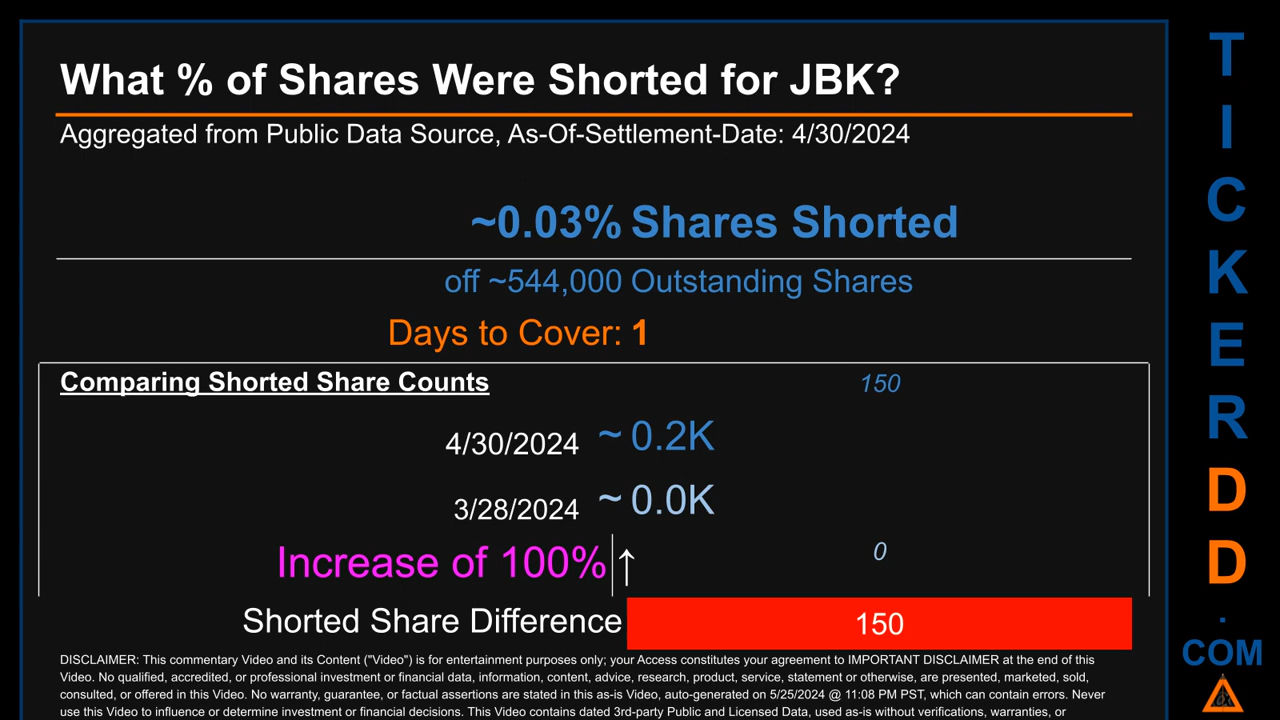 What % of Shares Were Shorted for JBK?
Aggregated from Public Data Source, As-Of-Settlement-Date: 4/30/2024
~0.03% Shares Shorted
off ~544,000 Outstanding Shares
Days to Cover: 1
Comparing Shorted Share Counts
150
4/30/2024 ~ 0.2K
3/28/2024 ~ 0.0K
Increase of 100% ↑
0
Shorted Share Difference 150
DISCLAIMER: This commentary Video and its Content ("Video") is for entertainment purposes only; your Access constitutes your agreement to IMPORTANT DISCLAIMER at the end of this
Video. No qualified, accredited, or professional investment or financial data, information, content, advice, research, product, service, statement or otherwise, are presented, marketed, sold,
consulted, or offered in this Video. No warranty, guarantee, or factual assertions are stated in this as-is Video, auto-generated on 5/25/2024 @ 11:08 PM PST, which can contain errors. Never
use this Video to influence or determine investment or financial decisions. This Video contains dated 3rd-party Public and Licensed Data, used as-is without verifications, warranties, or
TICKERDD
.
COM